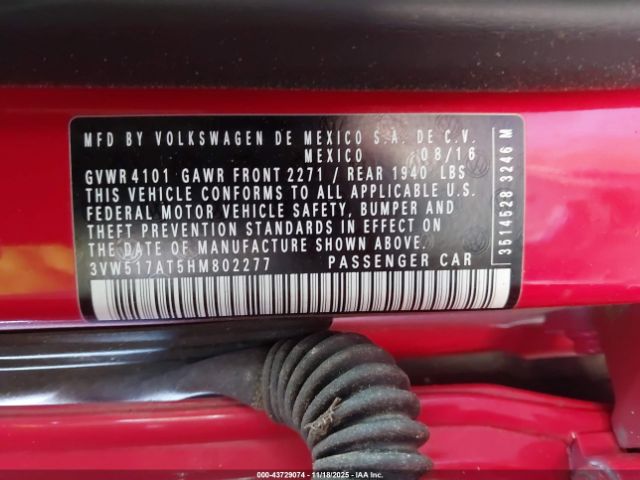 MFD BY VOLKSWAGEN DE MEXICO S.A. DE C.V.
MEXICO 08/16
GVWR 4101 GAWR FRONT 2271 / REAR 1940 LBS
THIS VEHICLE CONFORMS TO ALL APPLICABLE U.S.
FEDERAL MOTOR VEHICLE SAFETY, BUMPER AND
THEFT PREVENTION STANDARDS IN EFFECT ON
THE DATE OF MANUFACTURE SHOWN ABOVE.
3VW517AT5HM802277 PASSENGER CAR
3514528 3246 M
000-43729074 - 11/18/2025 - IAA Inc.